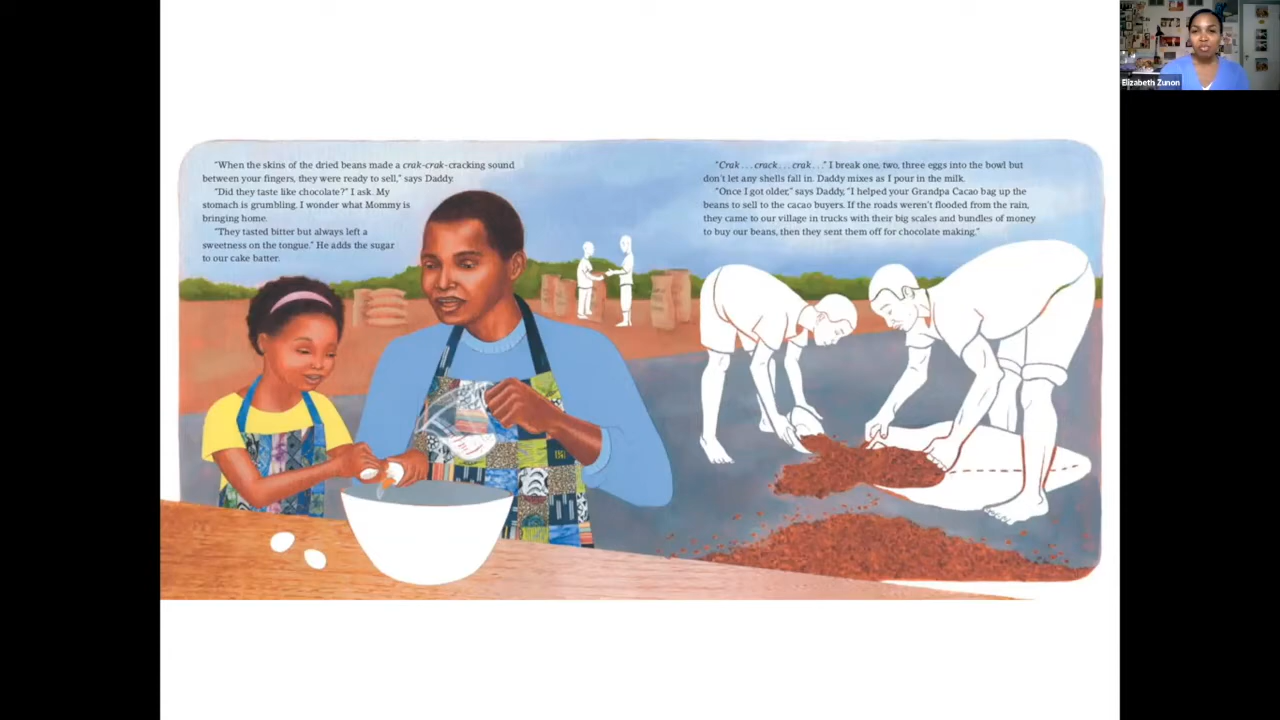 "When the skins of the dried beans made a crak-crak-cracking sound
between your fingers, they were ready to sell," says Daddy.
"Did they taste like chocolate?" I ask. My
stomach is grumbling. I wonder what Mommy is
bringing home.
"They tasted bitter but always left a
sweetness on the tongue." He adds the sugar
to our cake batter.
"Crak . . . crack . . . crak . . ." I break one, two, three eggs into the bowl but
don't let any shells fall in. Daddy mixes as I pour in the milk.
"Once I got older," says Daddy, "I helped your Grandpa Cacao bag up the
beans to sell to the cacao buyers. If the roads weren't flooded from the rain,
they came to our village in trucks with their big scales and bundles of money
to buy our beans, then they sent them off for chocolate making."
Elizabeth Zunon